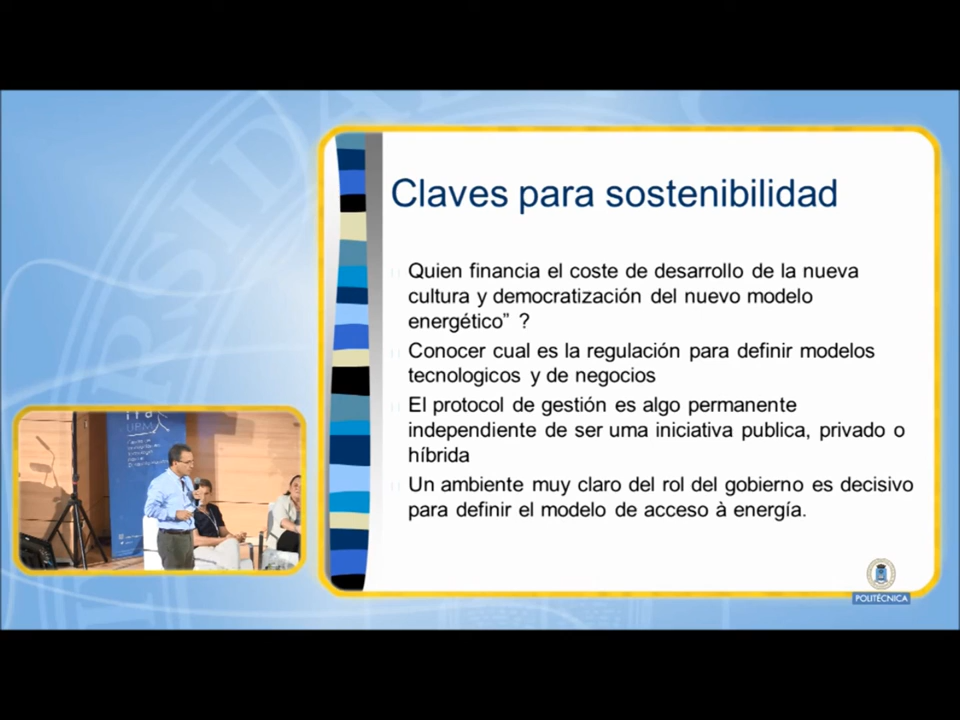 Claves para sostenibilidad
Quien financia el coste de desarrollo de la nueva
cultura y democratización del nuevo modelo
energético” ?
Conocer cual es la regulación para definir modelos
tecnologicos y de negocios
El protocol de gestión es algo permanente
independiente de ser uma iniciativa publica, privado o
híbrida
Un ambiente muy claro del rol del gobierno es decisivo
para definir el modelo de acceso à energía.
POLITÉCNICA